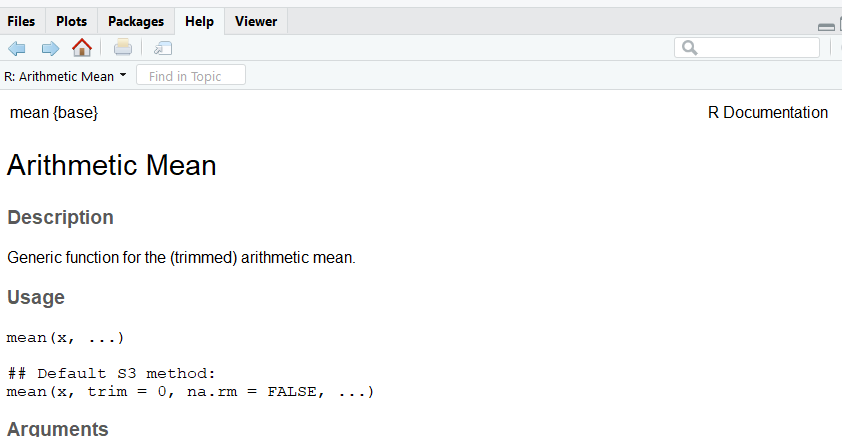 Files Plots Packages Help Viewer
R: Arithmetic Mean Find in Topic
mean {base} R Documentation
Arithmetic Mean
Description
Generic function for the (trimmed) arithmetic mean.
Usage
mean(x, ...)
## Default S3 method:
mean(x, trim = 0, na.rm = FALSE, ...)
Arguments